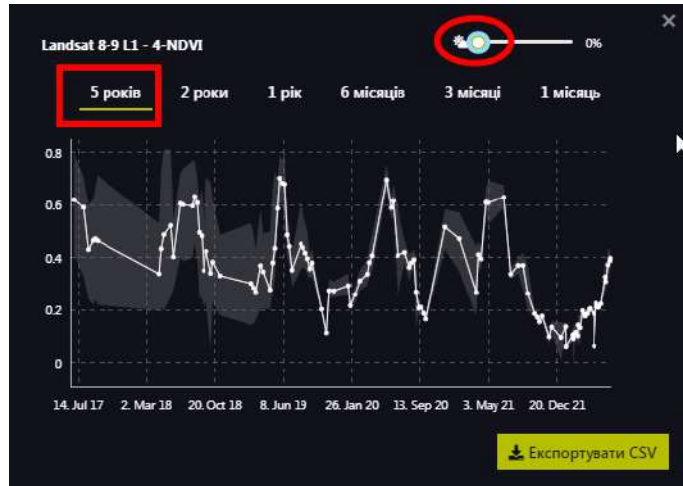 Landsat 8-9 L1 - 4-NDVI
0%
5 років 2 роки 1 рік 6 місяців 3 місяці 1 місяць
0.8
0.6
0.4
0.2
0
14. Jul 17 2. Mar 18 20. Oct 18 8. Jun 19 26. Jan 20 13. Sep 20 3. May 21 20. Dec 21
Експортувати CSV